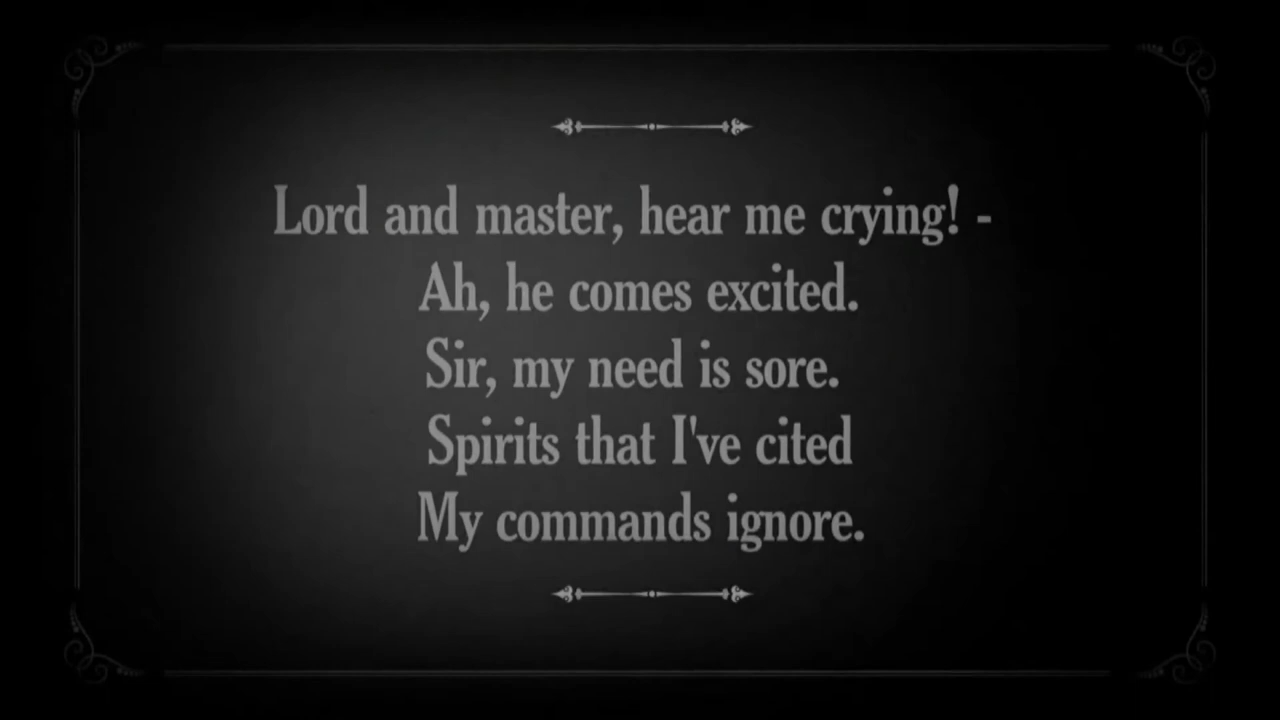 Lord and master, hear me crying! -
Ah, he comes excited.
Sir, my need is sore.
Spirits that I've cited
My commands ignore.